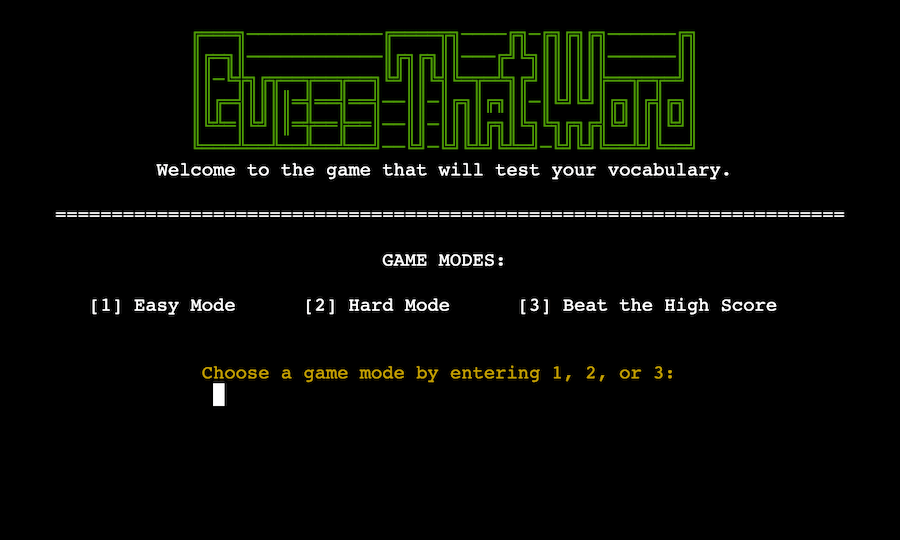 Guess That Word
Welcome to the game that will test your vocabulary.
======================================================================
GAME MODES:
[1] Easy Mode [2] Hard Mode [3] Beat the High Score
Choose a game mode by entering 1, 2, or 3: